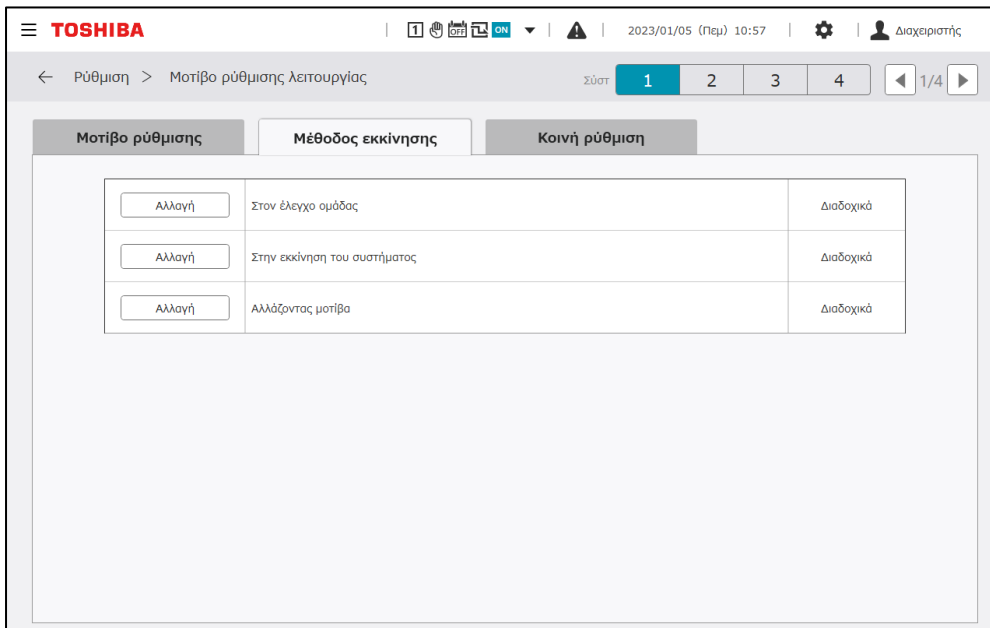 TOSHIBA 1 OFF ON 2023/01/05 (Πεμ) 10:57 Διαχειριστής
Ρύθμιση > Μοτίβο ρύθμισης λειτουργίας Σύστ 1 2 3 4 1/4
Μοτίβο ρύθμισης Μέθοδος εκκίνησης Κοινή ρύθμιση
Αλλαγή Στον έλεγχο ομάδας Διαδοχικά
Αλλαγή Στην εκκίνηση του συστήματος Διαδοχικά
Αλλαγή Αλλάζοντας μοτίβα Διαδοχικά